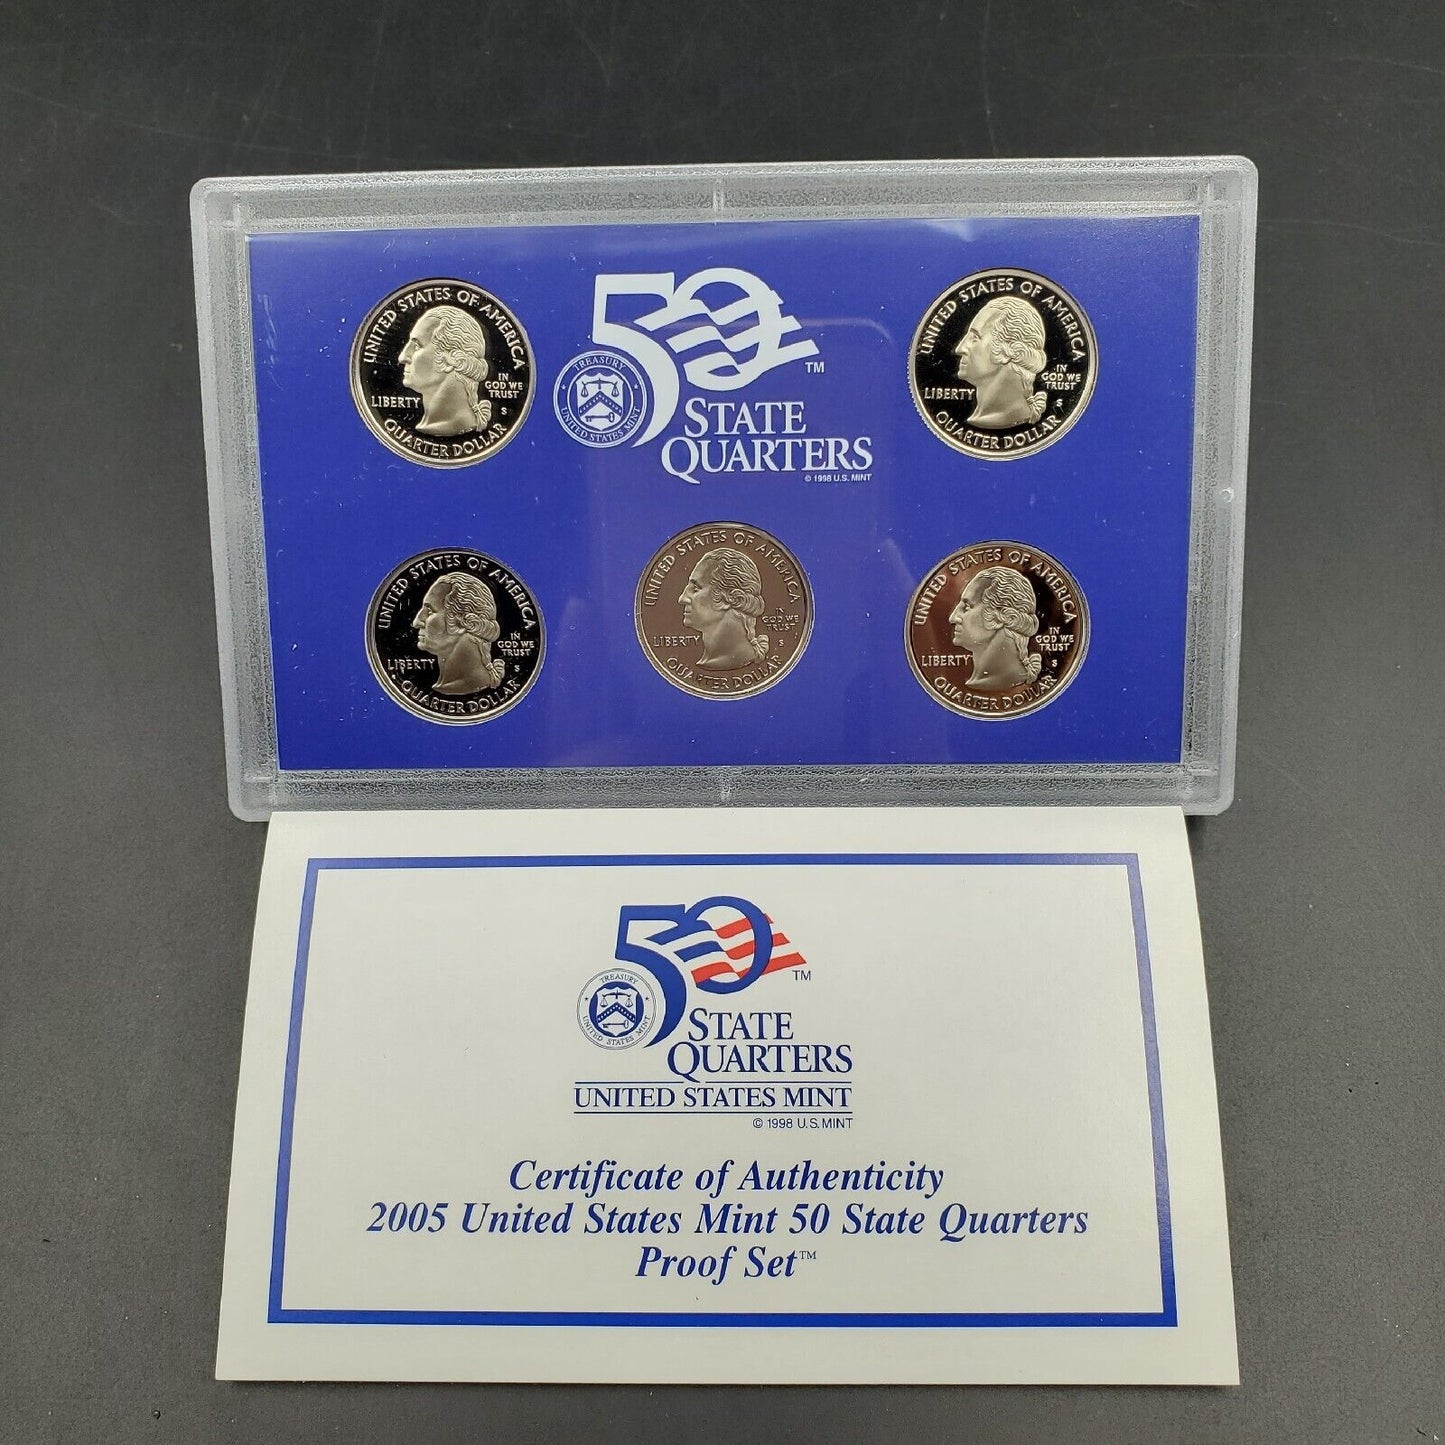 UNITED STATES OF AMERICA
IN
GOD WE
TRUST
LIBERTY
S
QUARTER DOLLAR
50
TM
TREASURY
UNITED STATES MINT
STATE
QUARTERS
© 1998 U.S. MINT
UNITED STATES OF AMERICA
IN
GOD WE
TRUST
LIBERTY
S
QUARTER DOLLAR
UNITED STATES OF AMERICA
IN
GOD WE
TRUST
LIBERTY
S
QUARTER DOLLAR
UNITED STATES OF AMERICA
IN
GOD WE
TRUST
LIBERTY
S
QUARTER DOLLAR
UNITED STATES OF AMERICA
IN
GOD WE
TRUST
LIBERTY
S
QUARTER DOLLAR
50
TM
TREASURY
UNITED STATES MINT
STATE
QUARTERS
UNITED STATES MINT
© 1998 U.S. MINT
Certificate of Authenticity
2005 United States Mint 50 State Quarters
Proof Set™